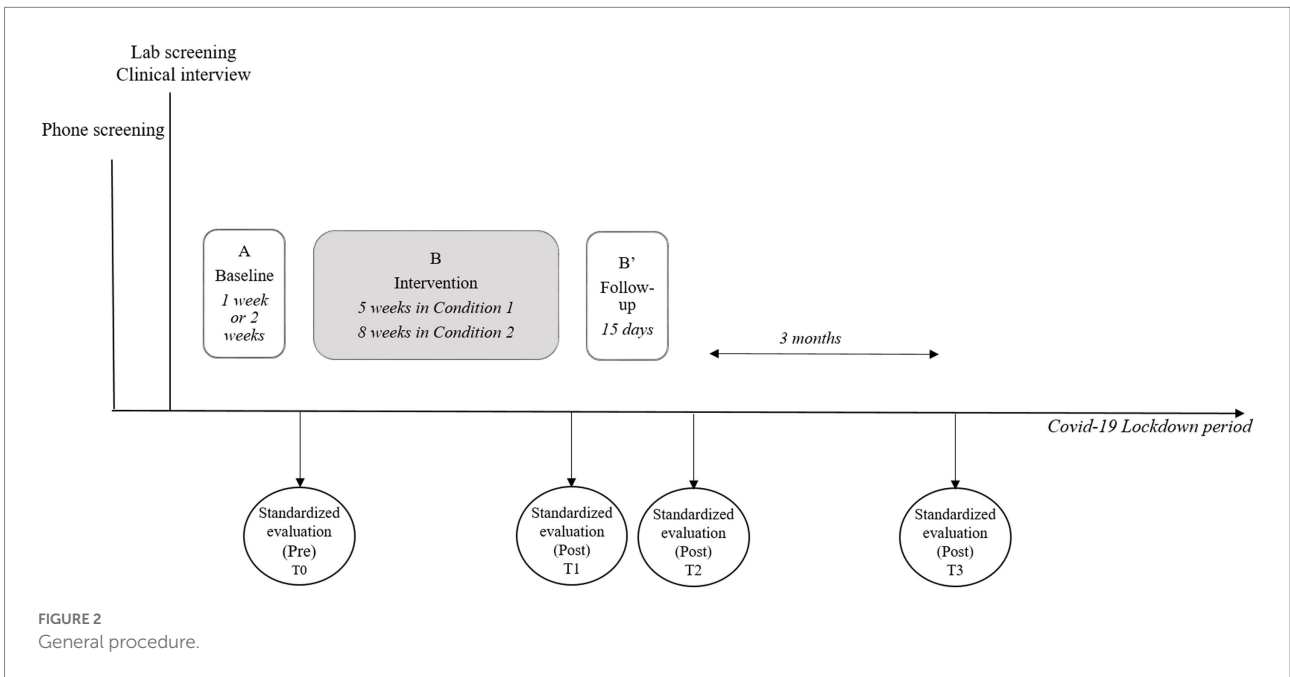 Lab screening
Clinical interview
Phone screening
A
Baseline
1 week
or 2
weeks
B
Intervention
5 weeks in Condition 1
8 weeks in Condition 2
B’
Follow-
up
15 days
3 months
Covid-19 Lockdown period
Standardized
evaluation
(Pre)
T0
Standardized
evaluation
(Post)
T1
Standardized
evaluation
(Post)
T2
Standardized
evaluation
(Post)
T3
FIGURE 2
General procedure.